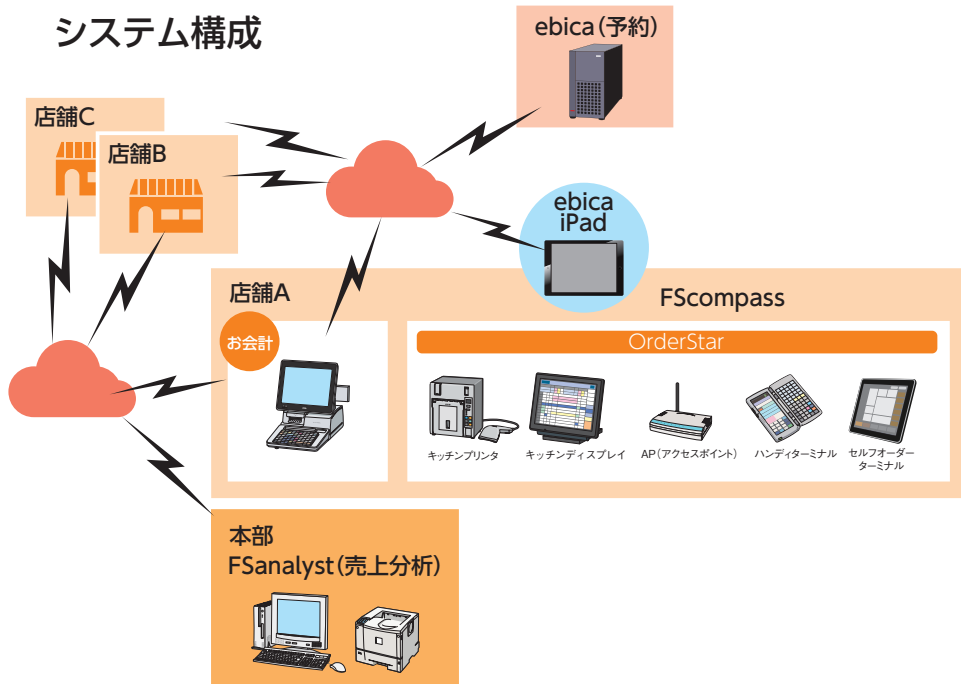 システム構成
ebica(予約)
店舗C
店舗B
ebica
iPad
店舗A
FScompass
お会計
OrderStar
キッチンプリンタ
キッチンディスプレイ
AP(アクセスポイント)
ハンディターミナル
セルフオーダー
ターミナル
本部
FSanalyst(売上分析)